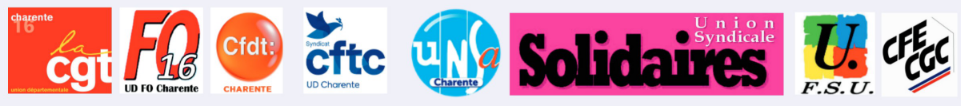 charente
16
la
cgt
union départementale
FO
16
UD FO Charente
Cfdt:
CHARENTE
Syndicat
cftc
UD Charente
UNSa
Charente
Union
Syndicale
Solidaires
U.
F.S.U.
CFE
CGC